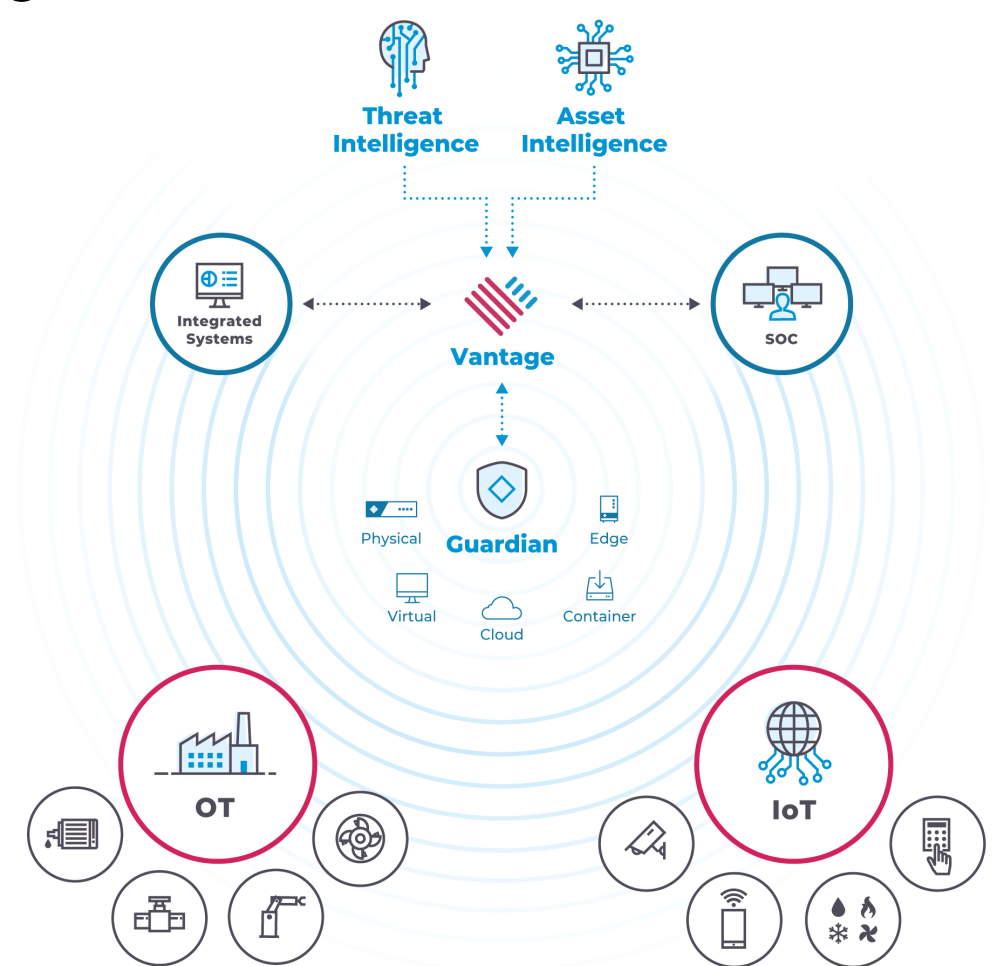 Threat
Intelligence
Asset
Intelligence
Integrated
Systems
SOC
Vantage
Physical
Guardian
Edge
Virtual
Cloud
Container
OT
IoT